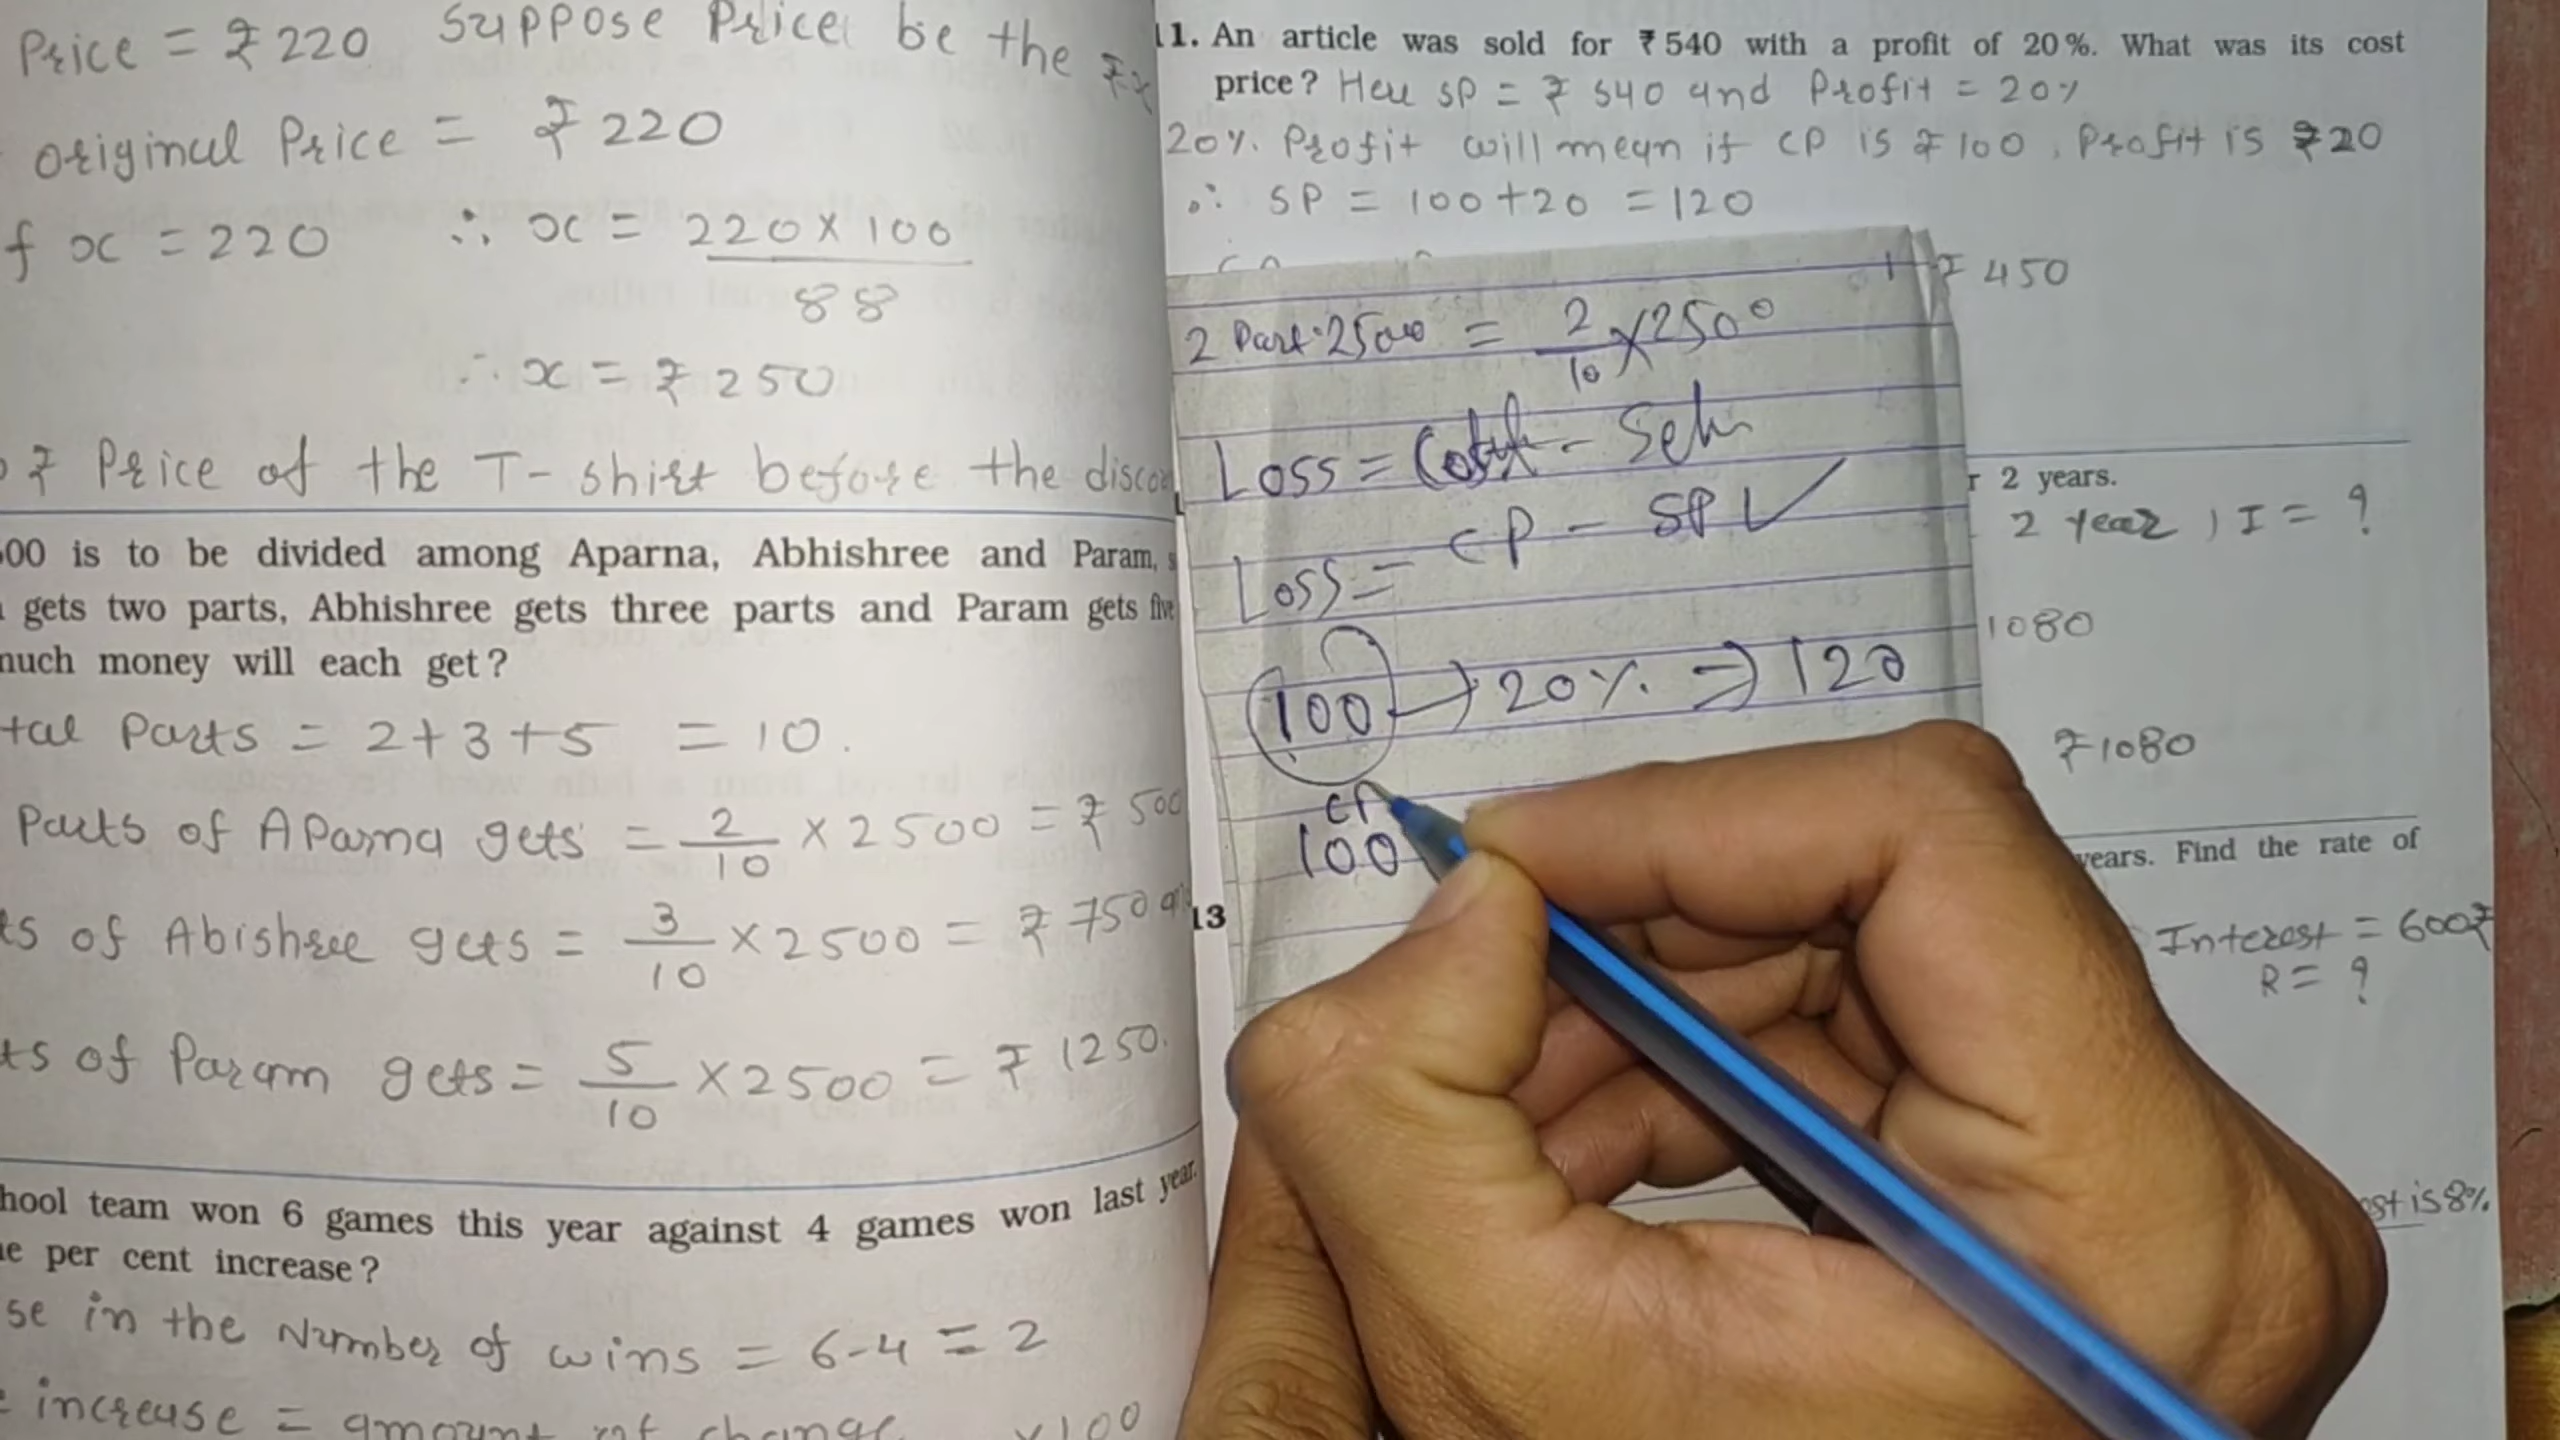 Price = ₹220 Suppose Price be the ₹x
original Price = ₹220
f x = 220 ∴ x = 220 × 100
88
∴ x = ₹250
₹ Price of the T-shirt before the
00 is to be divided among Aparna, Abhishree and Param,
gets two parts, Abhishree gets three parts and Param gets five
much money will each get?
tal Parts = 2+3+5 = 10.
Parts of Aparna gets = 2/10 × 2500 = ₹500
ts of Abishree gets = 3/10 × 2500 = ₹750
ts of Param gets = 5/10 × 2500 = ₹1250.
hool team won 6 games this year against 4 games won last year.
per cent increase?
se in the Number of wins = 6-4 = 2
increase = amount of change ×100
11. An article was sold for ₹540 with a profit of 20%. What was its cost
price? Here SP = ₹540 and Profit = 20%
20%. Profit will mean if CP is ₹100, Profit is ₹20
∴ SP = 100+20 = 120
₹450
2 Part. 2500 = 2/10 × 2500
Loss = Cost -
CP - SP ✓
Loss =
100 → 20% ⇒ 120
CP
100
2 years.
2 Year, I = ?
1080
₹1080
years. Find the rate of
13
Interest = 600₹
R = ?
est is 8%